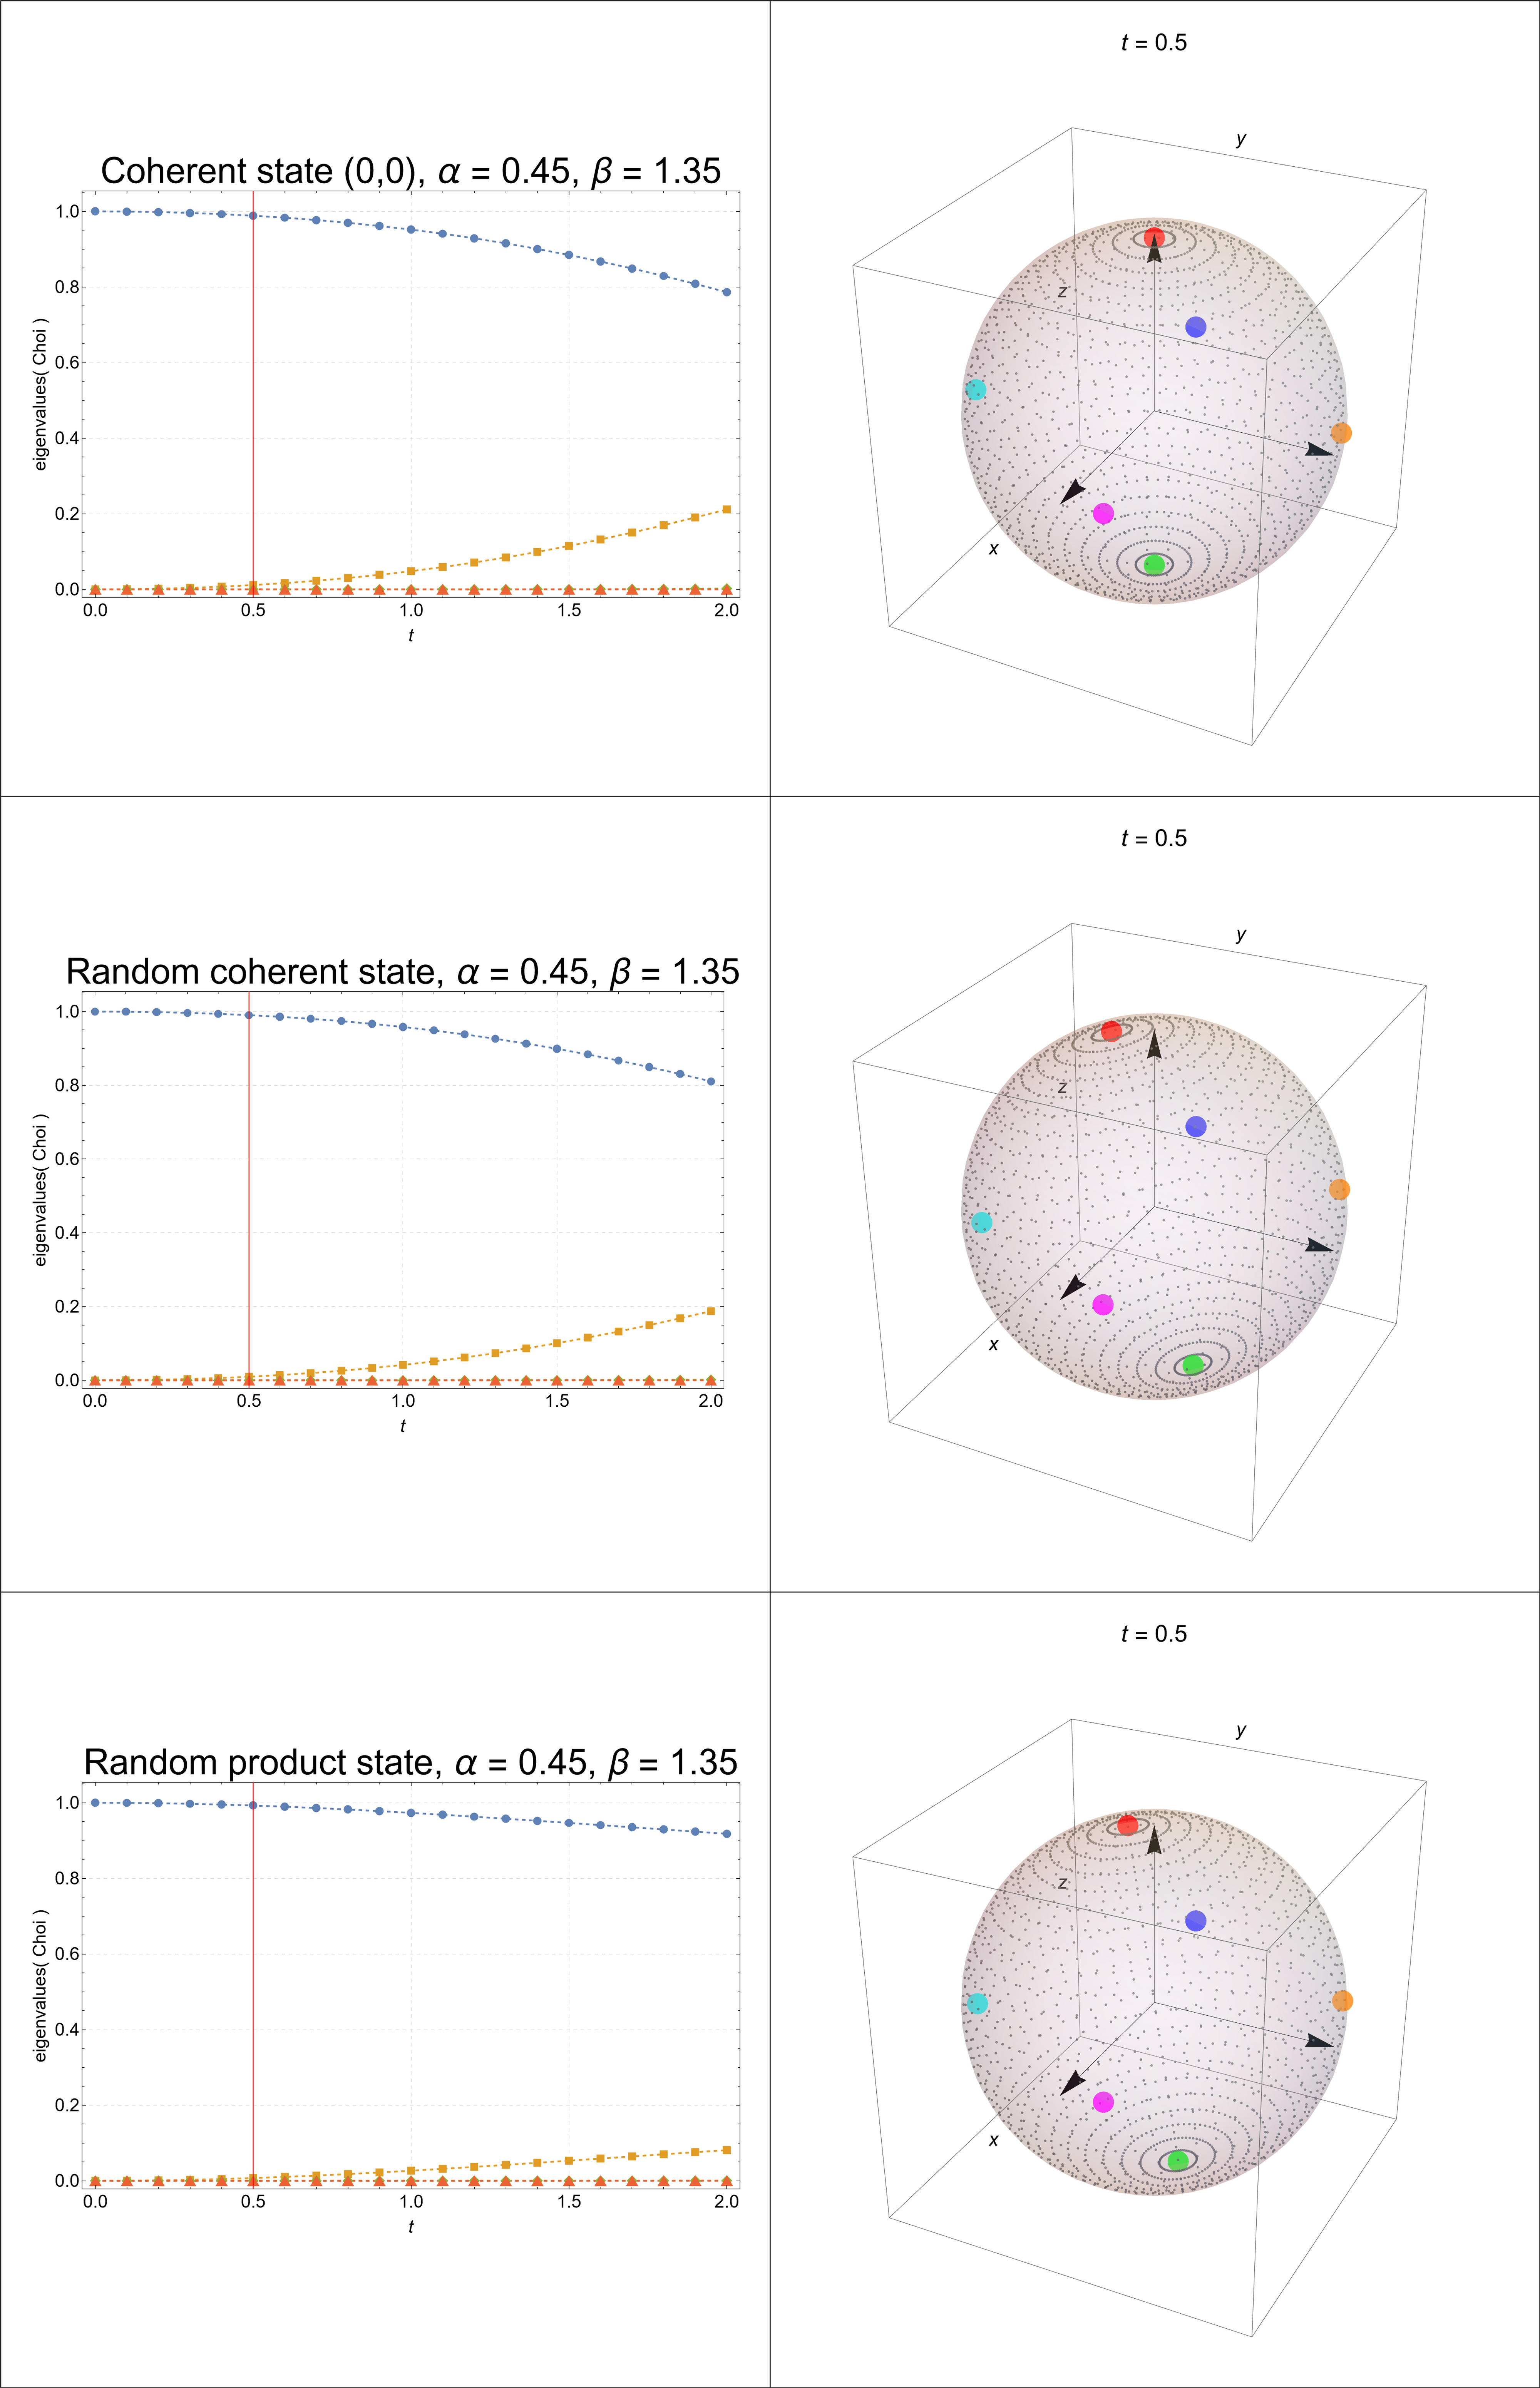 t = 0.5
y
Coherent state (0,0), α = 0.45, β = 1.35
1.0
0.8
0.6
0.4
0.2
0.0
eigenvalues( Choi )
0.0 0.5 1.0 1.5 2.0
t
z
x
t = 0.5
y
Random coherent state, α = 0.45, β = 1.35
1.0
0.8
0.6
0.4
0.2
0.0
eigenvalues( Choi )
0.0 0.5 1.0 1.5 2.0
t
z
x
t = 0.5
y
Random product state, α = 0.45, β = 1.35
1.0
0.8
0.6
0.4
0.2
0.0
eigenvalues( Choi )
0.0 0.5 1.0 1.5 2.0
t
z
x